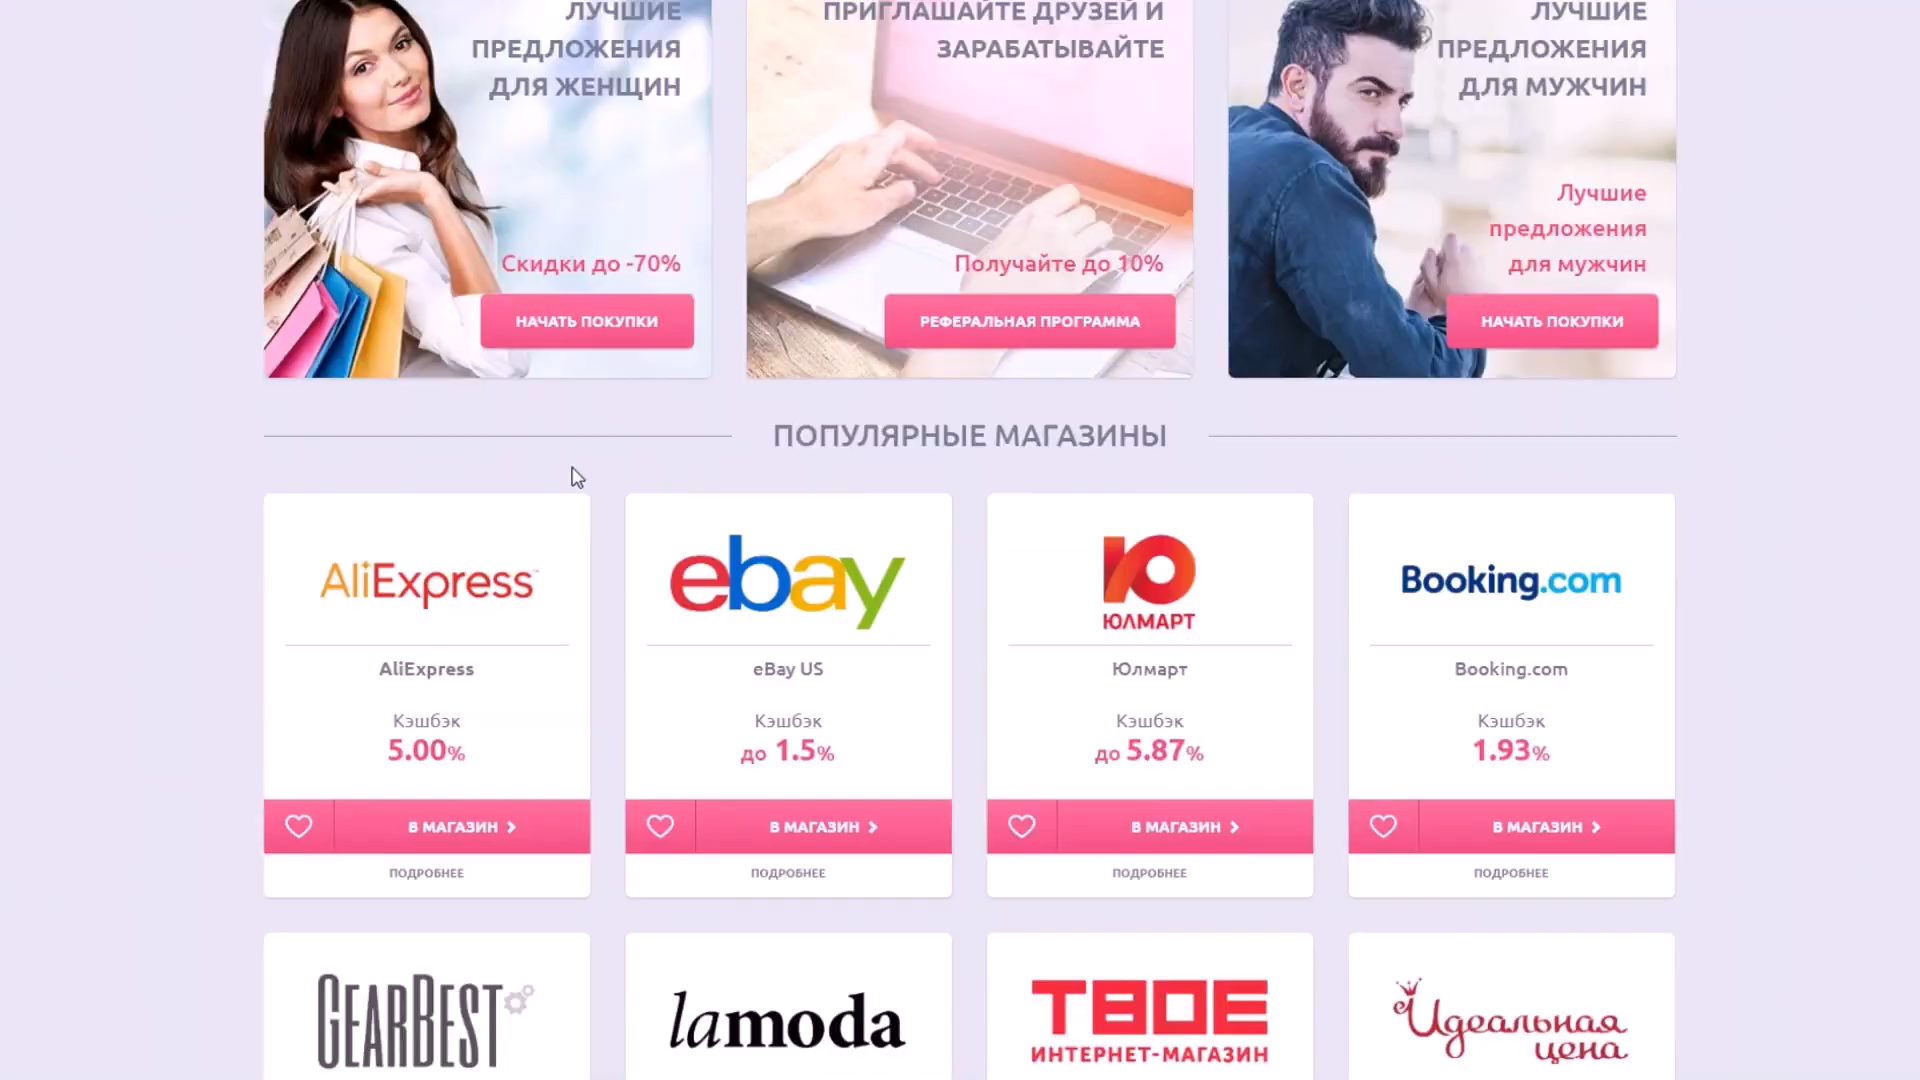 ЛУЧШИЕ
ПРЕДЛОЖЕНИЯ
ДЛЯ ЖЕНЩИН
Скидки до -70%
НАЧАТЬ ПОКУПКИ
ПРИГЛАШАЙТЕ ДРУЗЕЙ И
ЗАРАБАТЫВАЙТЕ
Получайте до 10%
РЕФЕРАЛЬНАЯ ПРОГРАММА
ЛУЧШИЕ
ПРЕДЛОЖЕНИЯ
ДЛЯ МУЖЧИН
Лучшие
предложения
для мужчин
НАЧАТЬ ПОКУПКИ
ПОПУЛЯРНЫЕ МАГАЗИНЫ
AliExpress
AliExpress
Кэшбэк
5.00%
В МАГАЗИН
ПОДРОБНЕЕ
ebay
eBay US
Кэшбэк
до 1.5%
В МАГАЗИН
ПОДРОБНЕЕ
Ю
ЮЛМАРТ
Юлмарт
Кэшбэк
до 5.87%
В МАГАЗИН
ПОДРОБНЕЕ
Booking.com
Booking.com
Кэшбэк
1.93%
В МАГАЗИН
ПОДРОБНЕЕ
GEARBEST
lamoda
ТВОЕ
ИНТЕРНЕТ-МАГАЗИН
Идеальная
цена